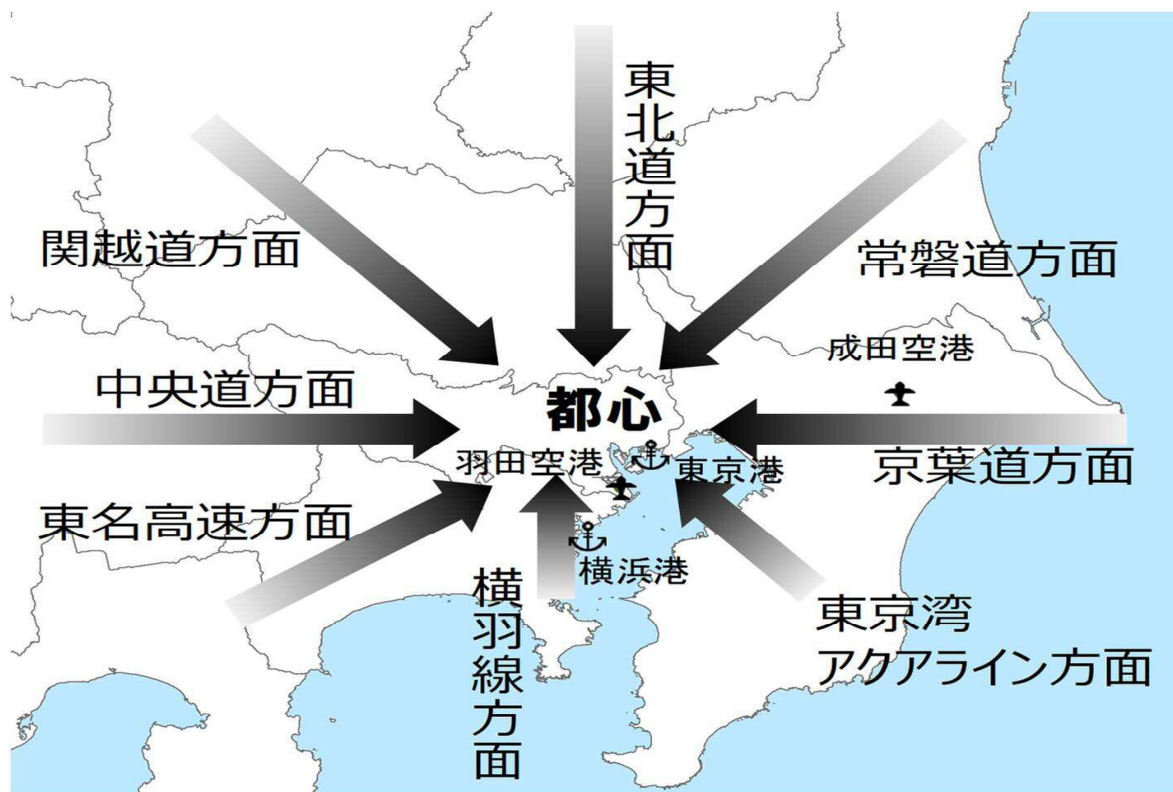 東北道方面
関越道方面
常磐道方面
成田空港
中央道方面
都心
羽田空港
東京港
京葉道方面
東名高速方面
横浜港
横羽線方面
東京湾
アクアライン方面